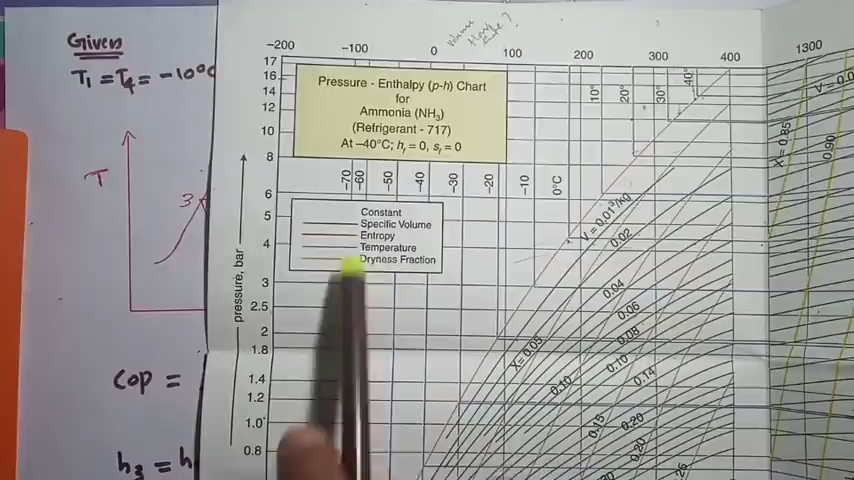 Given
T₁ = T₄ = -10°C
T
3
COP =
h₃ = h
-200 -100 0 100 200 300 400 1300
17
16
14
12
10
8
6
5
4
3
2.5
2
1.8
1.4
1.2
1.0
0.8
pressure, bar
Pressure - Enthalpy (p-h) Chart
for
Ammonia (NH₃)
(Refrigerant - 717)
At –40°C; hf = 0, sf = 0
-70 -60 -50 -40 -30 -20 -10 0°C
10° 20° 30° 40°
Constant
Specific Volume
Entropy
Temperature
Dryness Fraction
V = 0.01³/kg
0.02
0.04
0.06
0.08
0.10
0.14
X = 0.05
0.10
0.15
0.20
0.20
X = 0.85
0.90